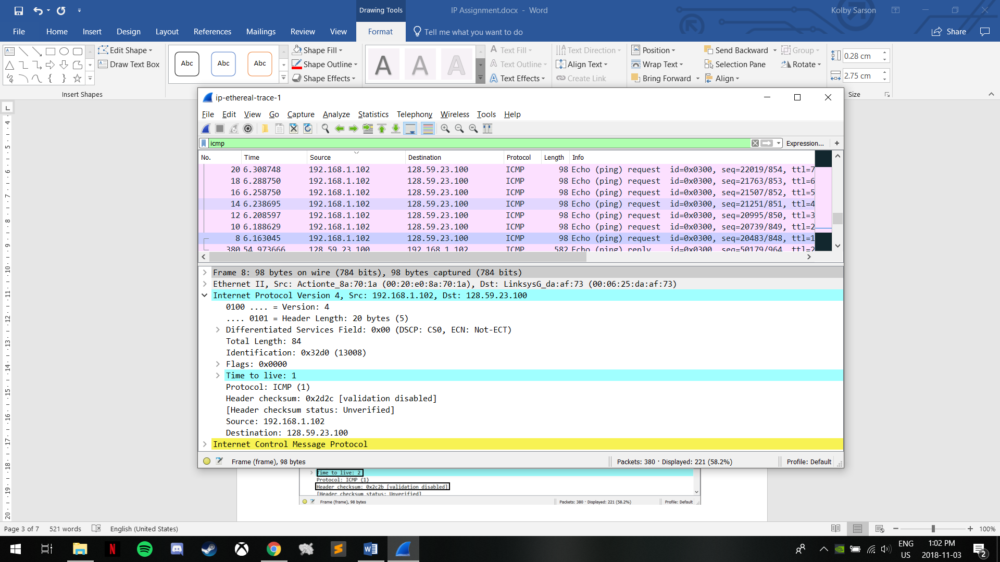 Drawing Tools
IP Assignment.docx - Word
Kolby Sarson
File Home Insert Design Layout References Mailings Review View Format Tell me what you want to do Share
Edit Shape
Draw Text Box
Insert Shapes
Abc Abc Abc
Shape Fill
Shape Outline
Shape Effects
A A A
A Text Fill
A Text Outline
A Text Effects
Text Direction
Align Text
Create Link
Position
Wrap Text
Bring Forward
Send Backward
Selection Pane
Align
Group
Rotate
0.28 cm
2.75 cm
Size
ip-ethereal-trace-1
File Edit View Go Capture Analyze Statistics Telephony Wireless Tools Help
icmp
Expression... +
No. Time Source Destination Protocol Length Info
20 6.308748 192.168.1.102 128.59.23.100 ICMP 98 Echo (ping) request id=0x0300, seq=22019/854, ttl=7
18 6.288750 192.168.1.102 128.59.23.100 ICMP 98 Echo (ping) request id=0x0300, seq=21763/853, ttl=6
16 6.258750 192.168.1.102 128.59.23.100 ICMP 98 Echo (ping) request id=0x0300, seq=21507/852, ttl=5
14 6.238695 192.168.1.102 128.59.23.100 ICMP 98 Echo (ping) request id=0x0300, seq=21251/851, ttl=4
12 6.208597 192.168.1.102 128.59.23.100 ICMP 98 Echo (ping) request id=0x0300, seq=20995/850, ttl=3
10 6.188629 192.168.1.102 128.59.23.100 ICMP 98 Echo (ping) request id=0x0300, seq=20739/849, ttl=2
8 6.163045 192.168.1.102 128.59.23.100 ICMP 98 Echo (ping) request id=0x0300, seq=20483/848, ttl=1
380 54.973666 128.59.23.100 192.168.1.102 ICMP 582 Echo (ping) reply id=0x0300, seq=50179/964, ttl=2
Frame 8: 98 bytes on wire (784 bits), 98 bytes captured (784 bits)
Ethernet II, Src: Actionte_8a:70:1a (00:20:e0:8a:70:1a), Dst: LinksysG_da:af:73 (00:06:25:da:af:73)
Internet Protocol Version 4, Src: 192.168.1.102, Dst: 128.59.23.100
0100 .... = Version: 4
.... 0101 = Header Length: 20 bytes (5)
Differentiated Services Field: 0x00 (DSCP: CS0, ECN: Not-ECT)
Total Length: 84
Identification: 0x32d0 (13008)
Flags: 0x0000
Time to live: 1
Protocol: ICMP (1)
Header checksum: 0x2d2c [validation disabled]
[Header checksum status: Unverified]
Source: 192.168.1.102
Destination: 128.59.23.100
Internet Control Message Protocol
Frame (frame), 98 bytes
Packets: 380 · Displayed: 221 (58.2%)
Profile: Default
Time to live: 2
Protocol: ICMP (1)
Header checksum: 0x2c2b [validation disabled]
[Header checksum status: Unverified]
Frame (frame), 98 bytes
Packets: 380 · Displayed: 221 (58.2%)
Profile: Default
L
4
5
6
7
8
9
10
11
12
13
14
15
16
17
18
19
20
Page 3 of 7 521 words English (United States) 100%
ENG
US
1:02 PM
2018-11-03
2